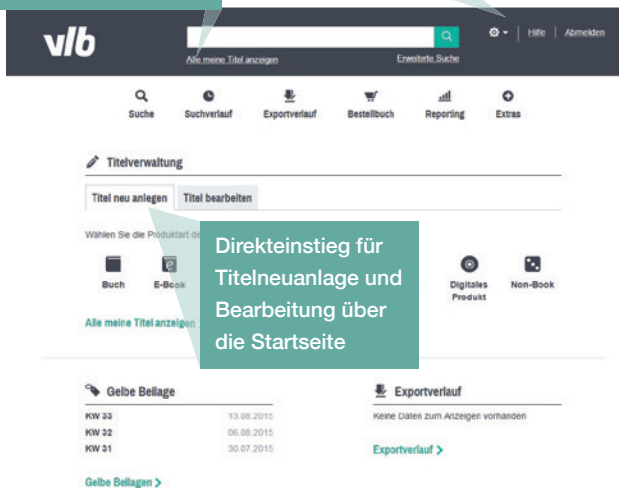 vlb
Hilfe | Abmelden
Alle meine Titel anzeigen
Erweiterte Suche
Suche
Suchverlauf
Exportverlauf
Bestellbuch
Reporting
Extras
Titelverwaltung
Titel neu anlegen
Titel bearbeiten
Wählen Sie die Produktart de
Direkteinstieg für
Titelneuanlage und
Bearbeitung über
die Startseite
Buch
E-Book
Digitales
Produkt
Non-Book
Alle meine Titel anzeigen
Gelbe Beilage
KW 33 13.08.2015
KW 32 06.08.2015
KW 31 30.07.2015
Gelbe Beilagen >
Exportverlauf
Keine Daten zum Anzeigen vorhanden
Exportverlauf >